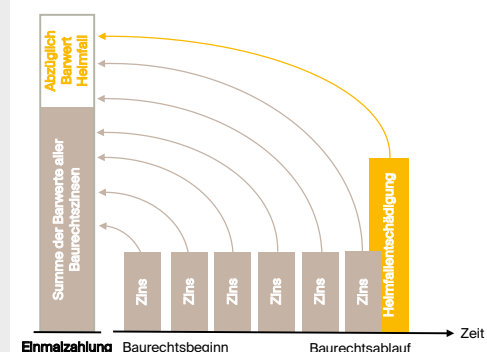 Abzüglich
Barwert
Heimfall
Summe der Barwerte aller
Baurechtszinsen
Zins
Zins
Zins
Zins
Zins
Zins
Heimfallentschädigung
Zeit
Einmalzahlung
Baurechtsbeginn
Baurechtsablauf